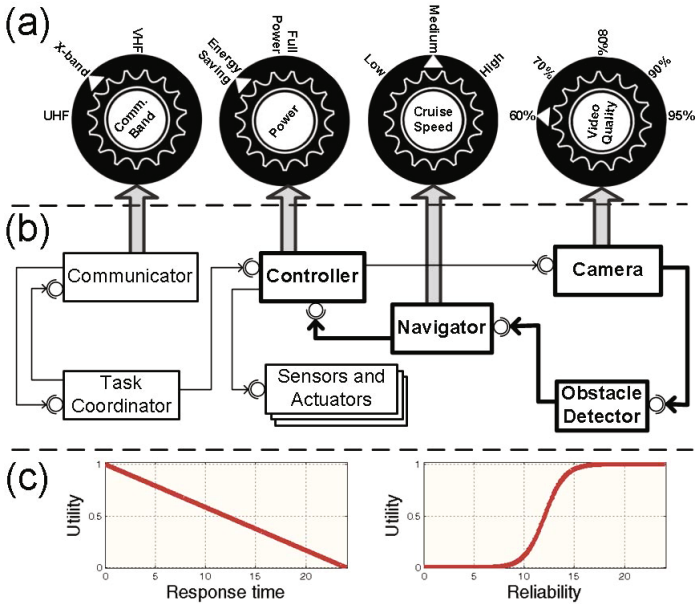 (a)
UHF
X-band
VHF
Comm.
Band
Energy
Saving
Full
Power
Power
Low
Medium
High
Cruise
Speed
60%
70%
80%
90%
95%
Video
Quality
(b)
Communicator
Controller
Camera
Navigator
Task
Coordinator
Sensors and
Actuators
Obstacle
Detector
(c)
Utility
1
0.5
0
0
5
10
15
20
Response time
Utility
1
0.5
0
0
5
10
15
20
Reliability